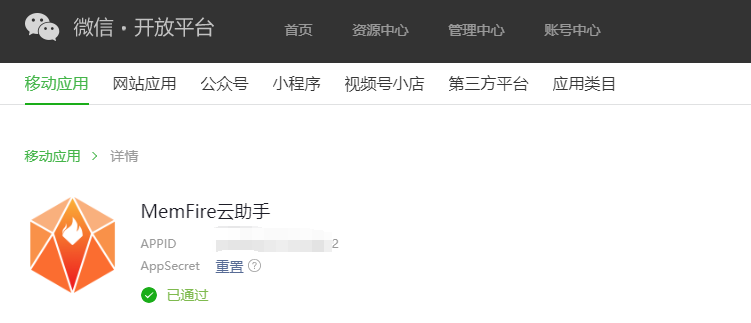 微信 · 开放平台 首页 资源中心 管理中心 账号中心
移动应用 网站应用 公众号 小程序 视频号小店 第三方平台 应用类目
移动应用 > 详情
MemFire云助手
APPID 2
AppSecret 重置 ?
已通过